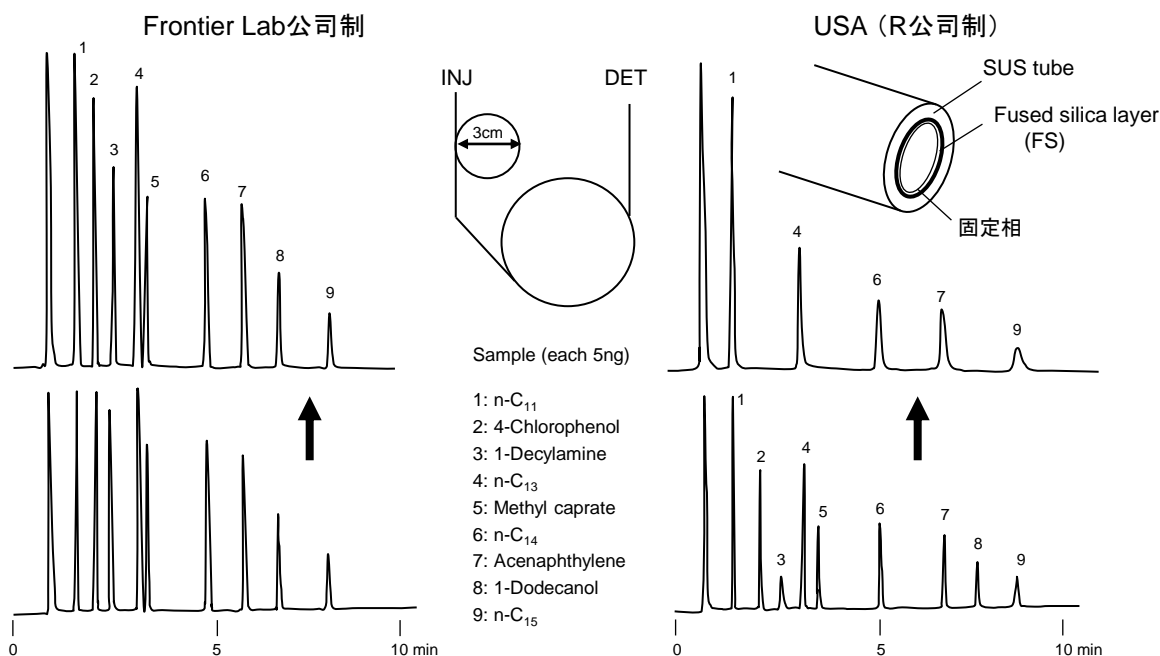 Frontier Lab公司制
1
2
3
4
5
6
7
8
9
0
5
10 min
INJ
DET
3cm
Sample (each 5ng)
1: n-C₁₁
2: 4-Chlorophenol
3: 1-Decylamine
4: n-C₁₃
5: Methyl caprate
6: n-C₁₄
7: Acenaphthylene
8: 1-Dodecanol
9: n-C₁₅
USA（R公司制）
SUS tube
Fused silica layer
(FS)
固定相
1
4
6
7
9
1
2
3
4
5
6
7
8
9
0
5
10 min